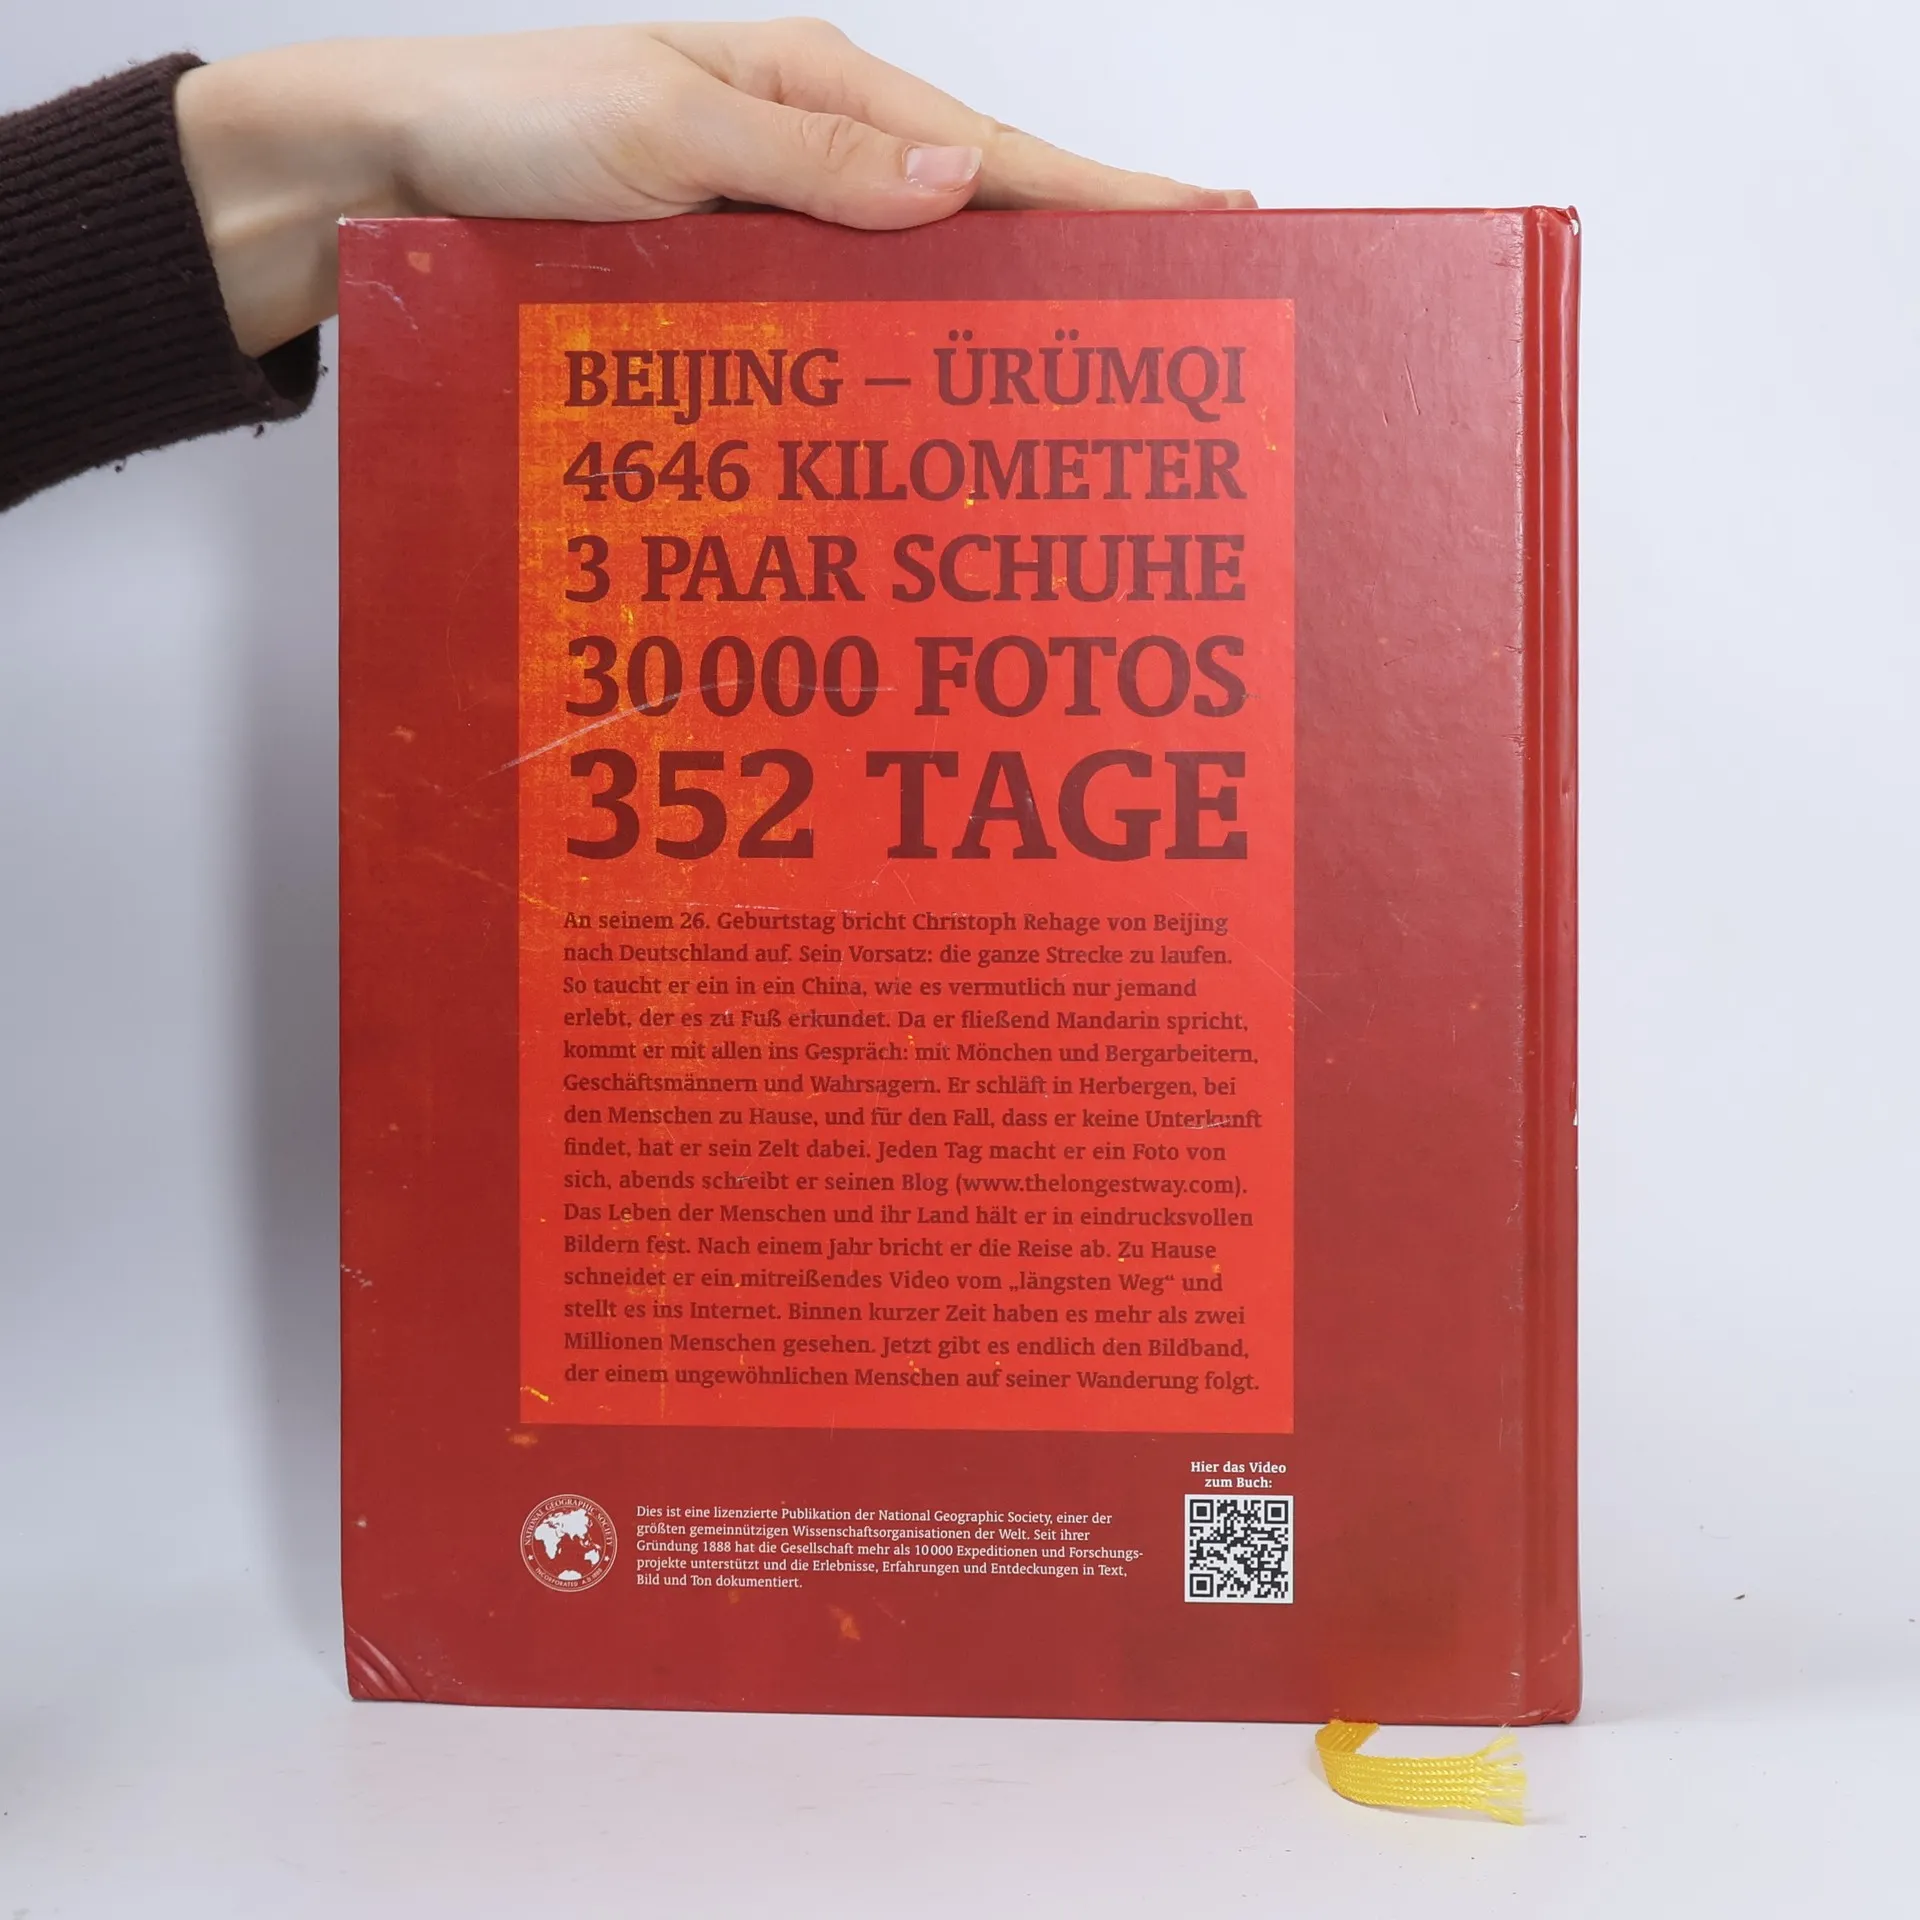 BEIJING – ÜRÜMQI
4646 KILOMETER
3 PAAR SCHUHE
30 000 FOTOS
352 TAGE
An seinem 26. Geburtstag bricht Christoph Rehage von Beijing
nach Deutschland auf. Sein Vorsatz: die ganze Strecke zu laufen.
So taucht er ein in ein China, wie es vermutlich nur jemand
erlebt, der es zu Fuß erkundet. Da er fließend Mandarin spricht,
kommt er mit allen ins Gespräch: mit Mönchen und Bergarbeitern,
Geschäftsmännern und Wahrsagern. Er schläft in Herbergen, bei
den Menschen zu Hause, und für den Fall, dass er keine Unterkunft
findet, hat er sein Zelt dabei. Jeden Tag macht er ein Foto von
sich, abends schreibt er seinen Blog (www.thelongestway.com).
Das Leben der Menschen und ihr Land hält er in eindrucksvollen
Bildern fest. Nach einem Jahr bricht er die Reise ab. Zu Hause
schneidet er ein mitreißendes Video vom „längsten Weg“ und
stellt es ins Internet. Binnen kurzer Zeit haben es mehr als zwei
Millionen Menschen gesehen. Jetzt gibt es endlich den Bildband,
der einem ungewöhnlichen Menschen auf seiner Wanderung folgt.
Hier das Video
zum Buch:
NATIONAL GEOGRAPHIC SOCIETY
INCORPORATED A.D. 1888
Dies ist eine lizenzierte Publikation der National Geographic Society, einer der
größten gemeinnützigen Wissenschaftsorganisationen der Welt. Seit ihrer
Gründung 1888 hat die Gesellschaft mehr als 10 000 Expeditionen und Forschungs-
projekte unterstützt und die Erlebnisse, Erfahrungen und Entdeckungen in Text,
Bild und Ton dokumentiert.